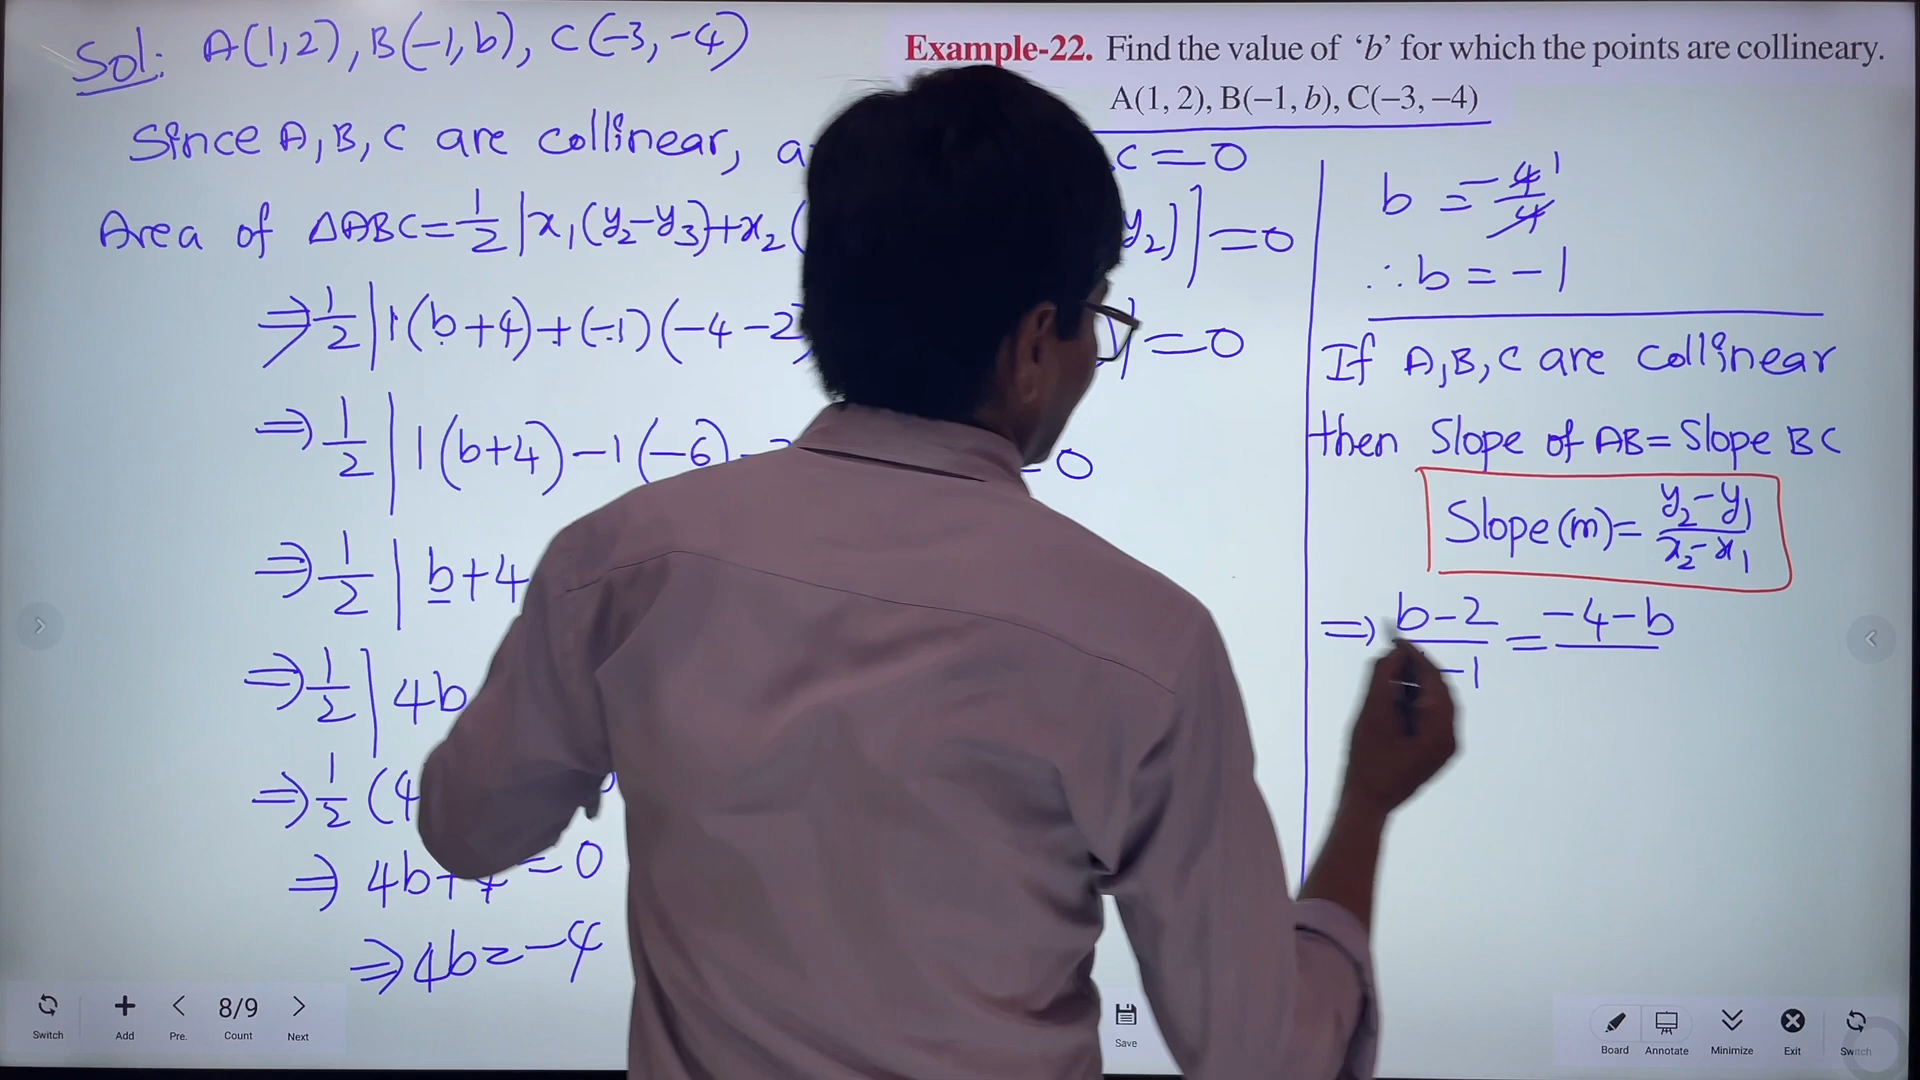 Sol: A(1,2), B(-1,b), C(-3,-4)
Example-22. Find the value of ‘b’ for which the points are collineary.
A(1, 2), B(–1, b), C(–3, –4)
Since A, B, C are collinear, a C=0
Area of ∆ABC=1/2 |x₁(y₂-y₃)+x₂( y₂)]=0
⇒1/2 |1(b+4)+(-1)(-4-2 )|=0
⇒1/2 |1(b+4)-1(-6)- =0
⇒1/2 | b+4
⇒1/2 | 4b
⇒1/2 (4
⇒ 4b+4=0
⇒4b=-4
b = -4/4 1
∴b = -1
If A,B,C are collinear
then Slope of AB=Slope BC
Slope(m)= y₂-y₁/x₂-x₁
⇒ b-2/-1 = -4-b
Switch
Add
Pre.
8/9
Count
Next
Save
Board
Annotate
Minimize
Exit
Switch